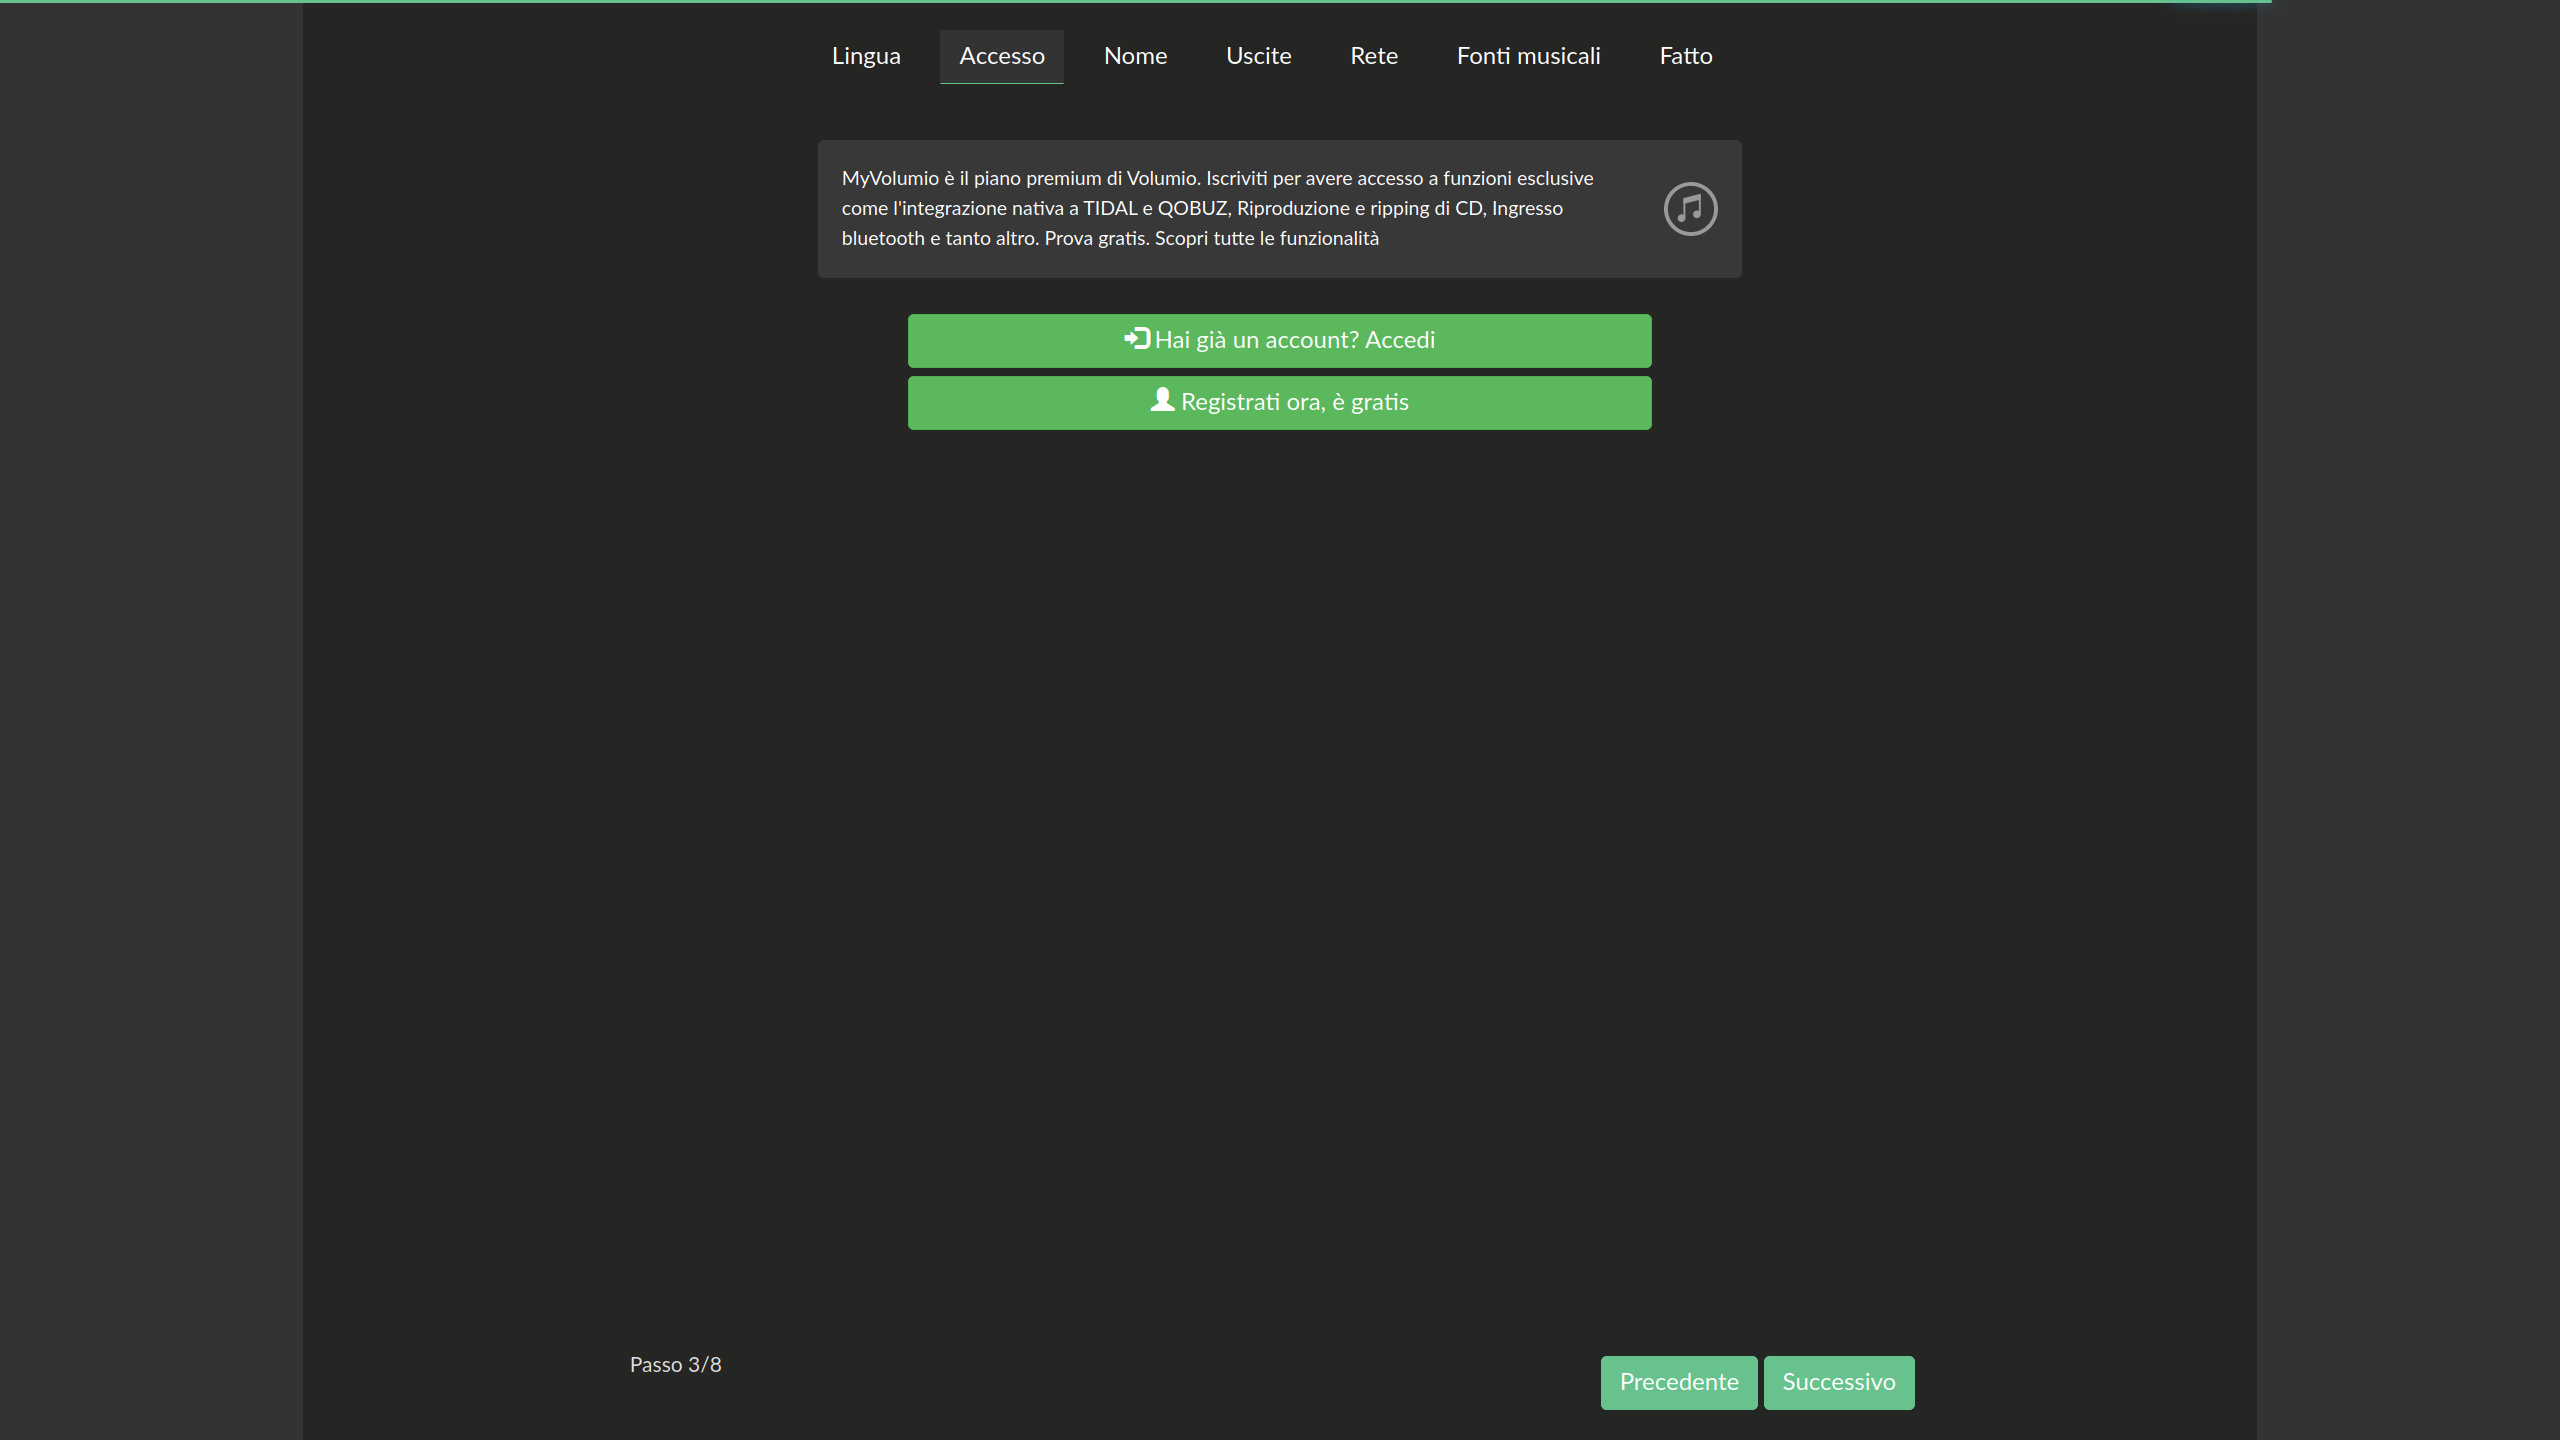 Lingua Accesso Nome Uscite Rete Fonti musicali Fatto
MyVolumio è il piano premium di Volumio. Iscriviti per avere accesso a funzioni esclusive
come l'integrazione nativa a TIDAL e QOBUZ, Riproduzione e ripping di CD, Ingresso
bluetooth e tanto altro. Prova gratis. Scopri tutte le funzionalità
Hai già un account? Accedi
Registrati ora, è gratis
Passo 3/8
Precedente Successivo